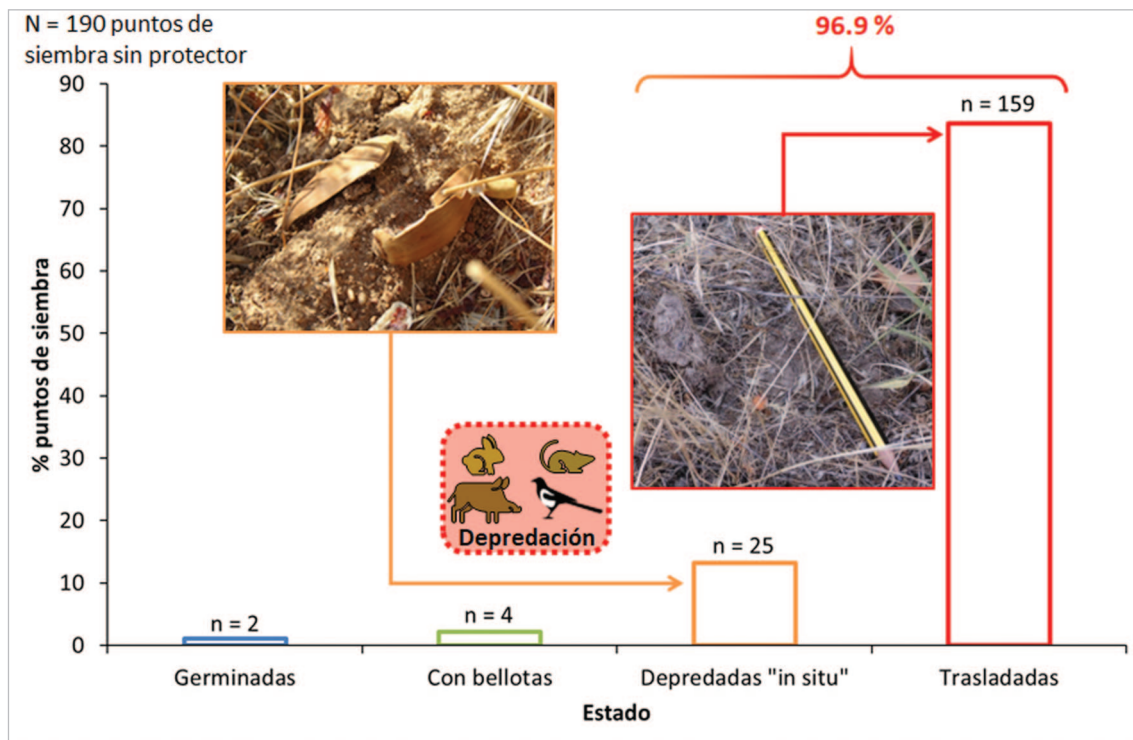 N = 190 puntos de
siembra sin protector
96.9 %
90
80
70
60
50
40
30
20
10
0
% puntos de siembra
n = 159
Depredación
n = 25
n = 4
n = 2
Germinadas
Con bellotas
Depredadas "in situ"
Trasladadas
Estado